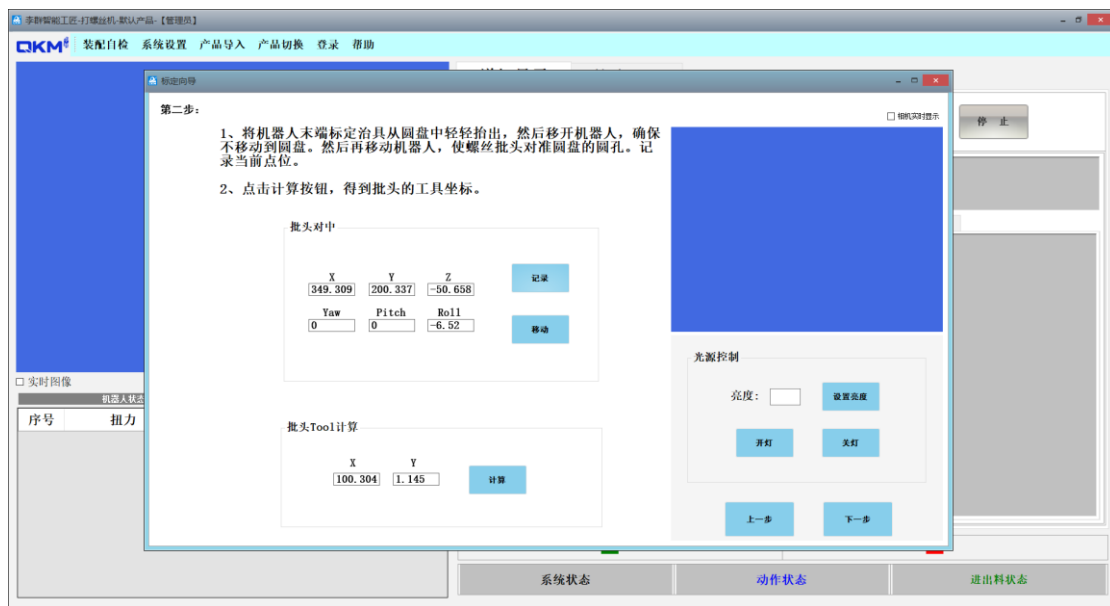 李群智能工匠-打螺丝机-默认产品-【管理员】
QKM
装配自检 系统设置 产品导入 产品切换 登录 帮助
标定向导
第二步:
相机实时显示
停 止
1、将机器人末端标定治具从圆盘中轻轻抬出，然后移开机器人，确保
不移动到圆盘。然后再移动机器人，使螺丝批头对准圆盘的圆孔。记
录当前点位。
2、点击计算按钮，得到批头的工具坐标。
批头对中
X Y Z
349.309 200.337 -50.658
记录
Yaw Pitch Roll
0 0 -6.52
移动
光源控制
亮度:
设置亮度
开灯 关灯
实时图像
机器人状态
序号 扭力
批头Tool计算
X Y
100.304 1.145
计算
上一步 下一步
系统状态 动作状态 进出料状态